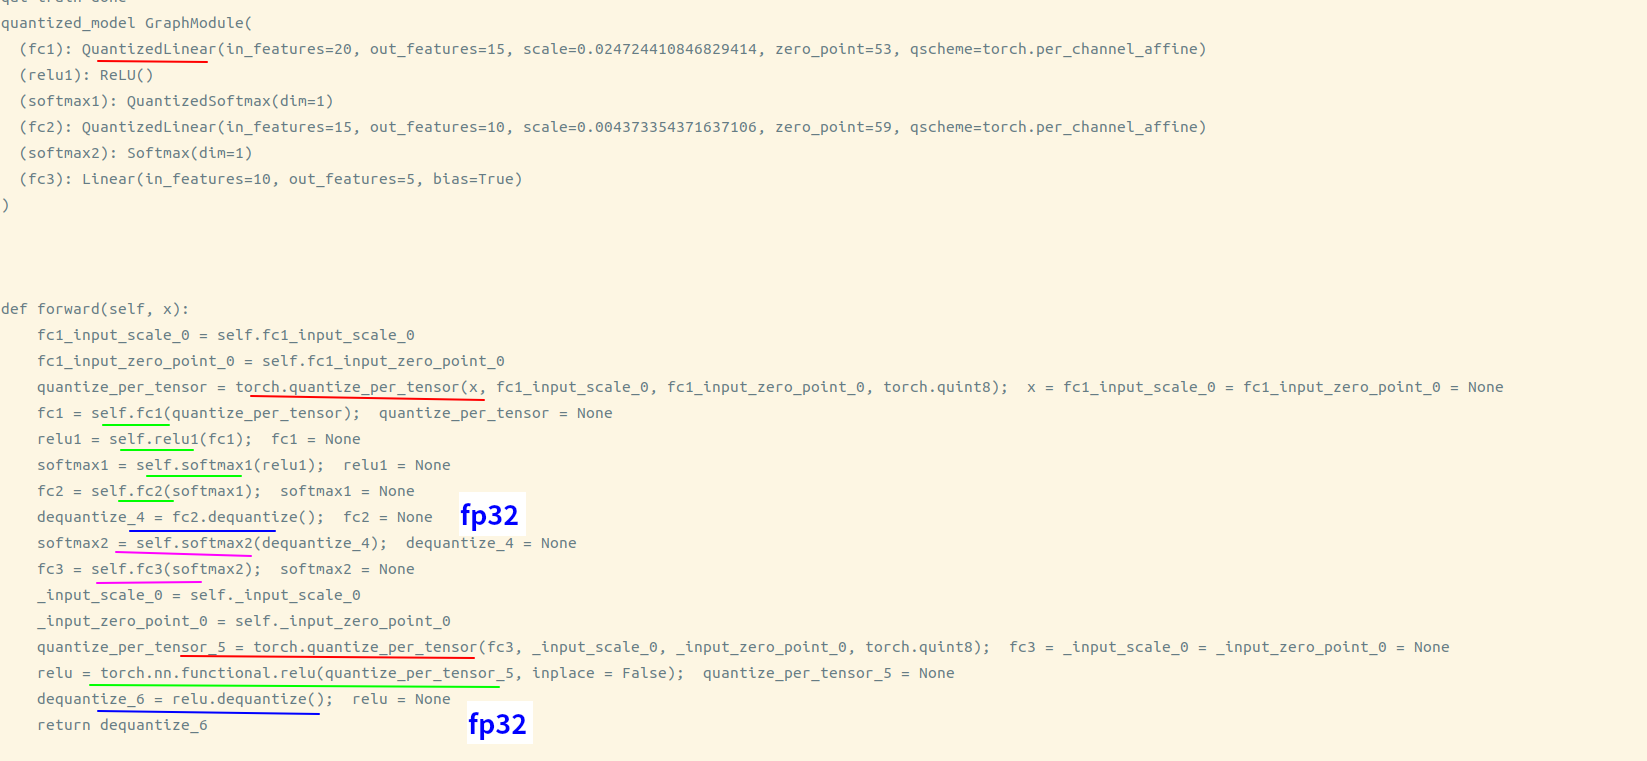 quantized_model GraphModule(
  (fc1): QuantizedLinear(in_features=20, out_features=15, scale=0.024724410846829414, zero_point=53, qscheme=torch.per_channel_affine)
  (relu1): ReLU()
  (softmax1): QuantizedSoftmax(dim=1)
  (fc2): QuantizedLinear(in_features=15, out_features=10, scale=0.004373354371637106, zero_point=59, qscheme=torch.per_channel_affine)
  (softmax2): Softmax(dim=1)
  (fc3): Linear(in_features=10, out_features=5, bias=True)
)
def forward(self, x):
    fc1_input_scale_0 = self.fc1_input_scale_0
    fc1_input_zero_point_0 = self.fc1_input_zero_point_0
    quantize_per_tensor = torch.quantize_per_tensor(x, fc1_input_scale_0, fc1_input_zero_point_0, torch.quint8);  x = fc1_input_scale_0 = fc1_input_zero_point_0 = None
    fc1 = self.fc1(quantize_per_tensor);  quantize_per_tensor = None
    relu1 = self.relu1(fc1);  fc1 = None
    softmax1 = self.softmax1(relu1);  relu1 = None
    fc2 = self.fc2(softmax1);  softmax1 = None
    dequantize_4 = fc2.dequantize();  fc2 = None fp32
    softmax2 = self.softmax2(dequantize_4);  dequantize_4 = None
    fc3 = self.fc3(softmax2);  softmax2 = None
    _input_scale_0 = self._input_scale_0
    _input_zero_point_0 = self._input_zero_point_0
    quantize_per_tensor_5 = torch.quantize_per_tensor(fc3, _input_scale_0, _input_zero_point_0, torch.quint8);  fc3 = _input_scale_0 = _input_zero_point_0 = None
    relu = torch.nn.functional.relu(quantize_per_tensor_5, inplace = False);  quantize_per_tensor_5 = None
    dequantize_6 = relu.dequantize();  relu = None
    return dequantize_6 fp32